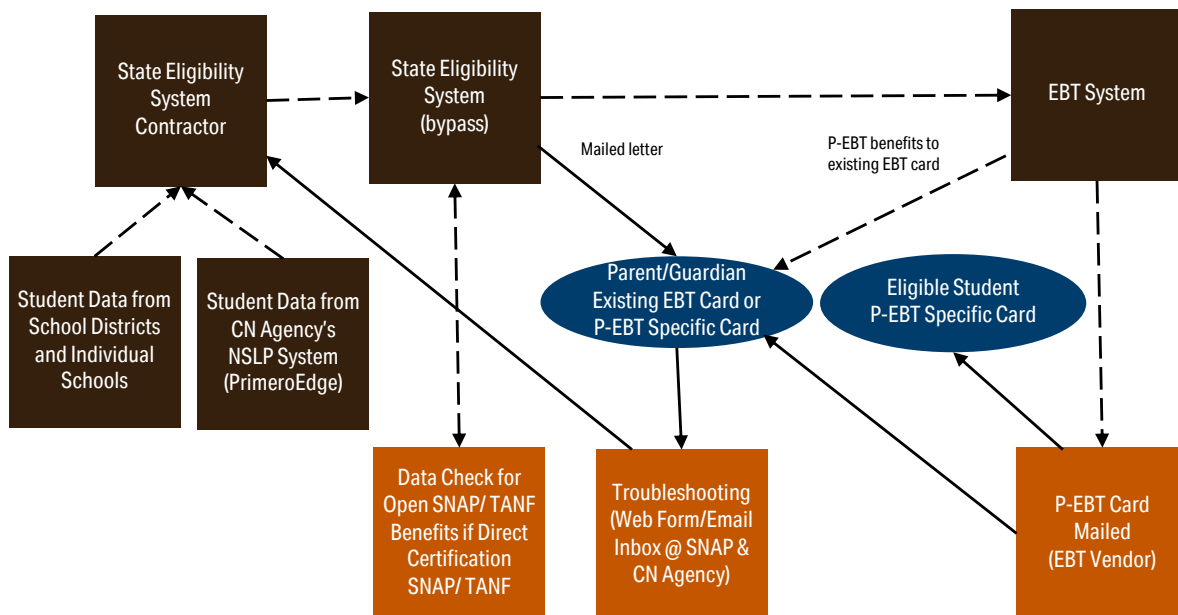 State Eligibility
System
Contractor
State Eligibility
System
(bypass)
EBT System
Mailed letter
P-EBT benefits to
existing EBT card
Student Data from
School Districts
and Individual
Schools
Student Data from
CN Agency's
NSLP System
(PrimeroEdge)
Parent/Guardian
Existing EBT Card or
P-EBT Specific Card
Eligible Student
P-EBT Specific Card
Data Check for
Open SNAP/ TANF
Benefits if Direct
Certification
SNAP/ TANF
Troubleshooting
(Web Form/Email
Inbox @ SNAP &
CN Agency)
P-EBT Card
Mailed
(EBT Vendor)